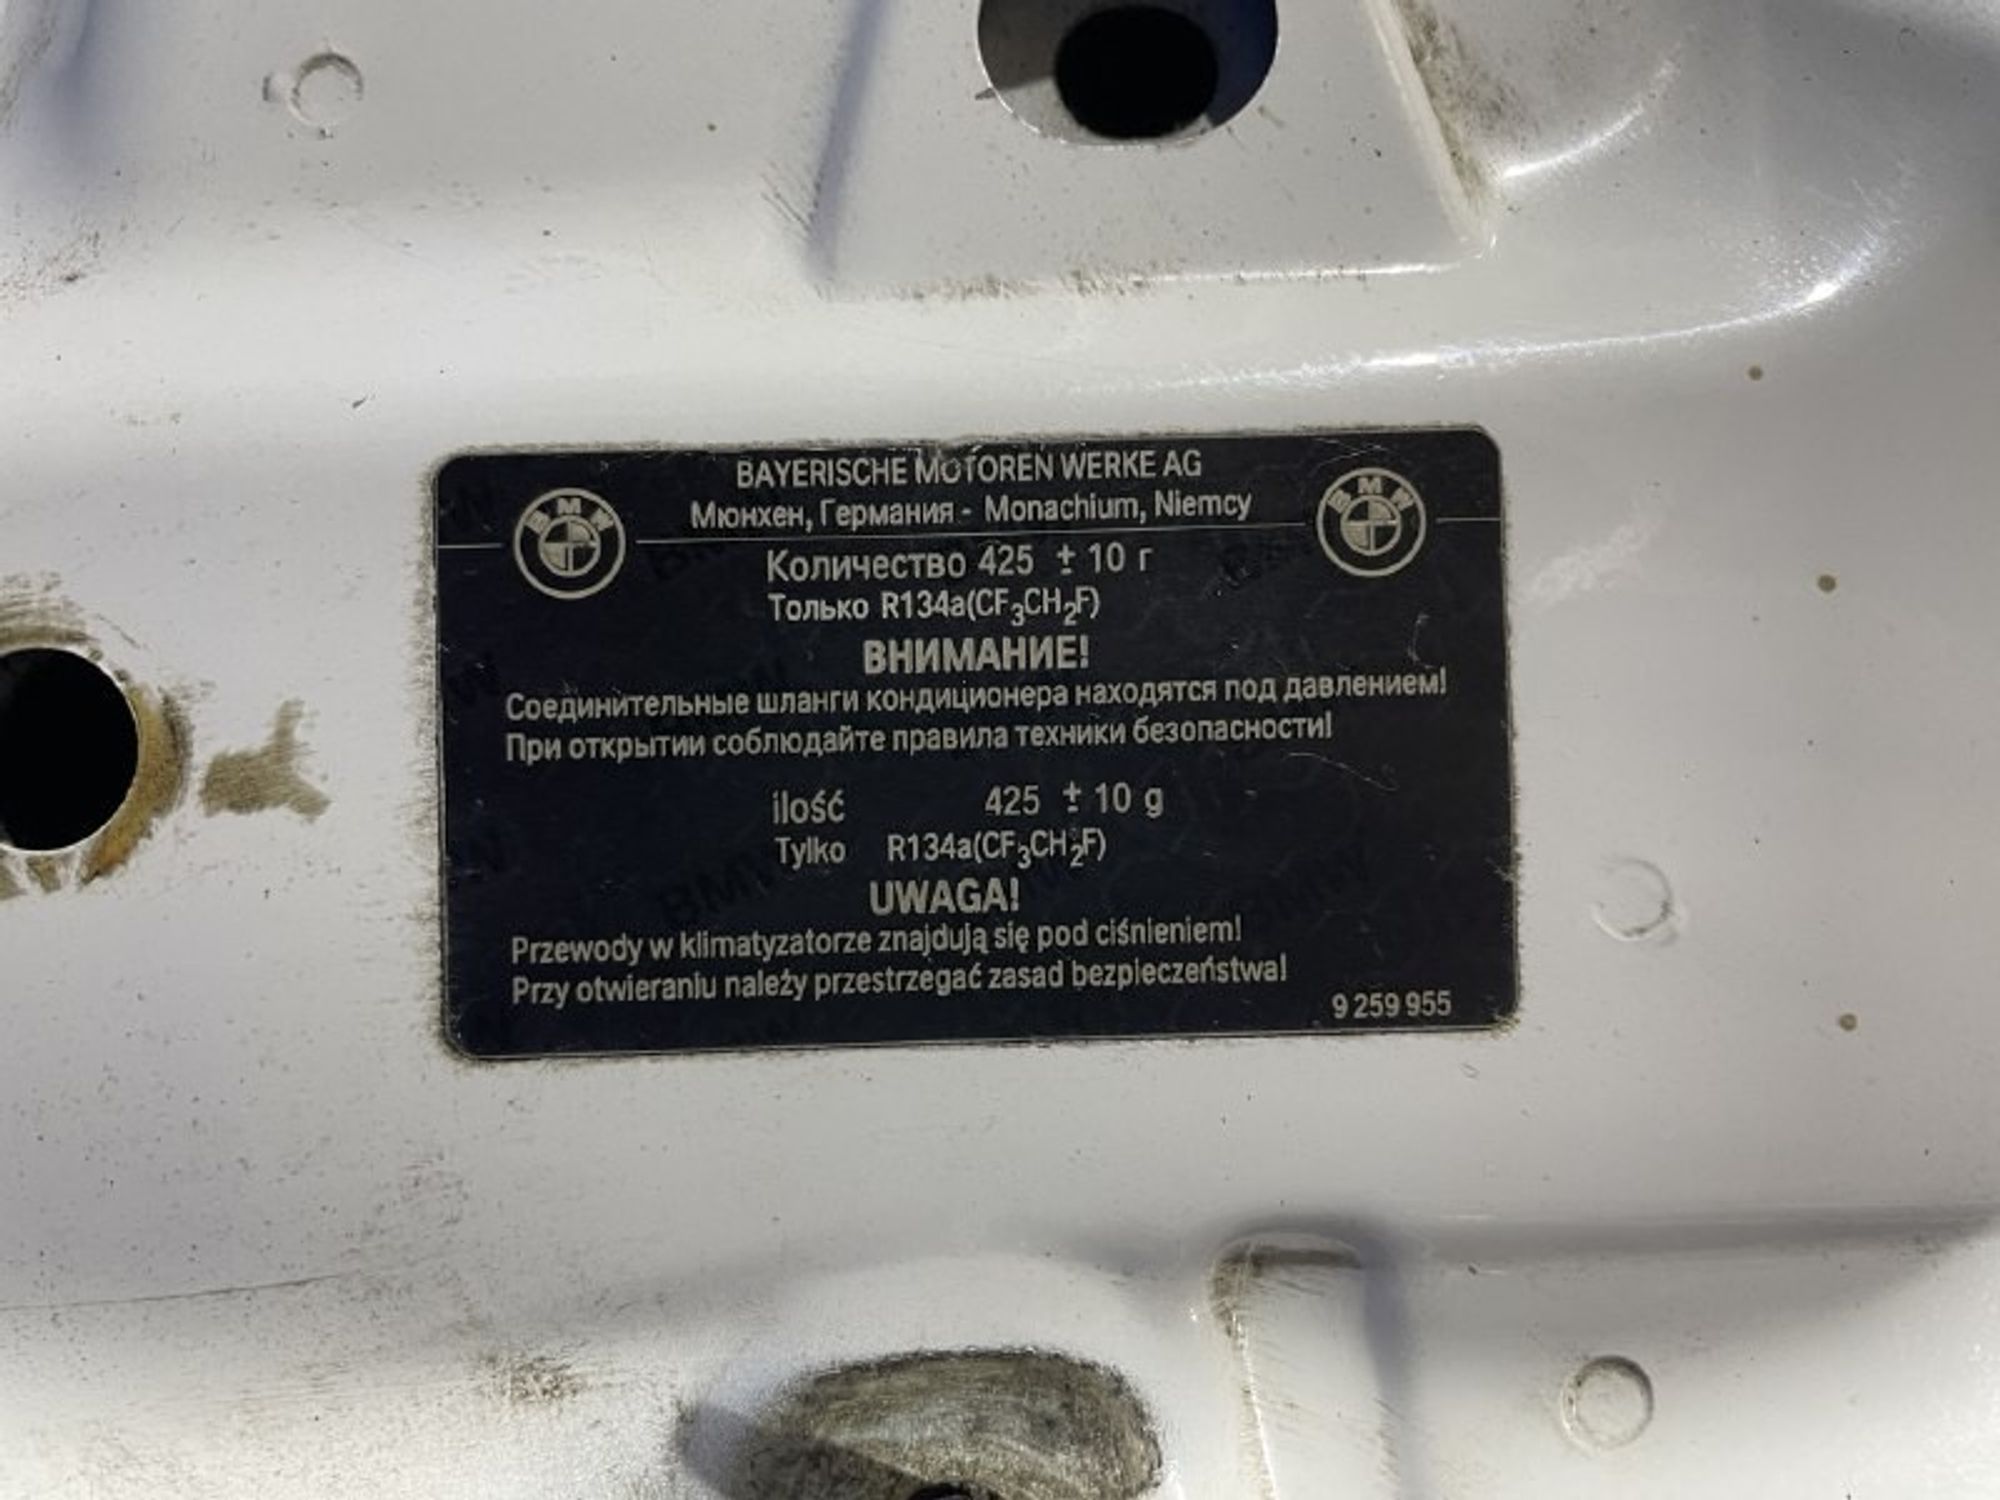 BAYERISCHE MOTOREN WERKE AG
Мюнхен, Германия - Monachium, Niemcy
BMW
BMW
Количество 425 ± 10 г
Только R134a(CF₃CH₂F)
ВНИМАНИЕ!
Соединительные шланги кондиционера находятся под давлением!
При открытии соблюдайте правила техники безопасности!
ilość 425 ± 10 g
Tylko R134a(CF₃CH₂F)
UWAGA!
Przewody w klimatyzatorze znajdują się pod ciśnieniem!
Przy otwieraniu należy przestrzegać zasad bezpieczeństwa!
9 259 955